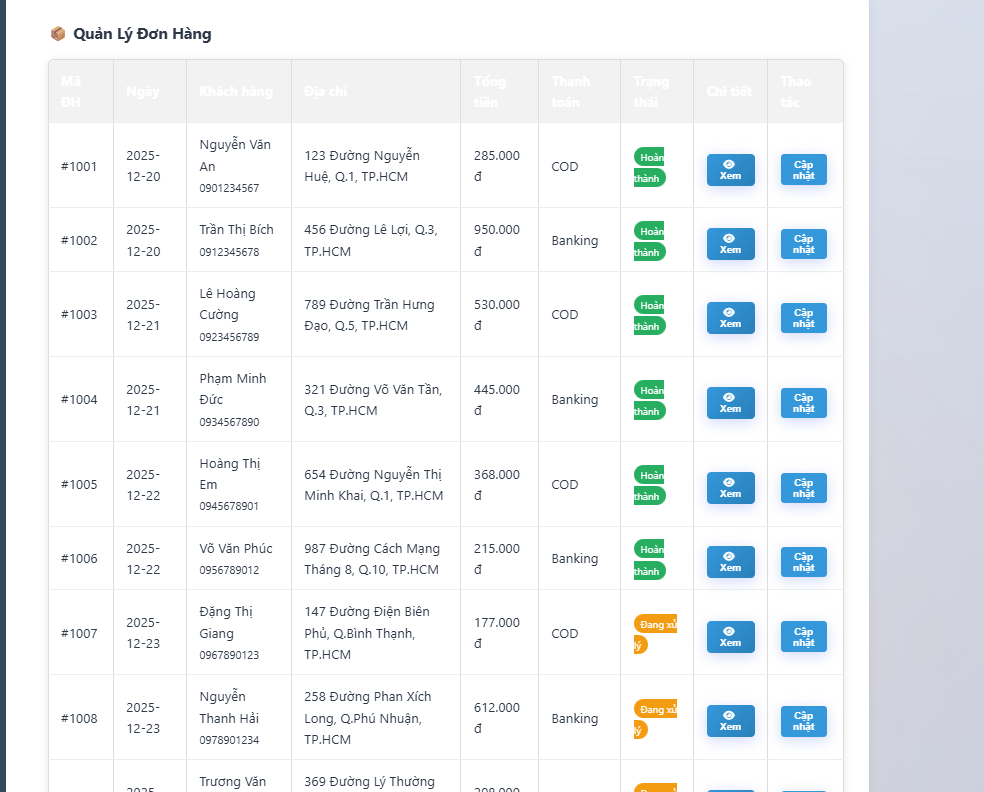 📦 Quản Lý Đơn Hàng
Mã ĐH Ngày Khách hàng Địa chỉ Tổng tiền Thanh toán Trạng thái Chi tiết Thao tác
#1001 2025-12-20 Nguyễn Văn An 0901234567 123 Đường Nguyễn Huệ, Q.1, TP.HCM 285.000 đ COD Hoàn thành Xem Cập nhật
#1002 2025-12-20 Trần Thị Bích 0912345678 456 Đường Lê Lợi, Q.3, TP.HCM 950.000 đ Banking Hoàn thành Xem Cập nhật
#1003 2025-12-21 Lê Hoàng Cường 0923456789 789 Đường Trần Hưng Đạo, Q.5, TP.HCM 530.000 đ COD Hoàn thành Xem Cập nhật
#1004 2025-12-21 Phạm Minh Đức 0934567890 321 Đường Võ Văn Tần, Q.3, TP.HCM 445.000 đ Banking Hoàn thành Xem Cập nhật
#1005 2025-12-22 Hoàng Thị Em 0945678901 654 Đường Nguyễn Thị Minh Khai, Q.1, TP.HCM 368.000 đ COD Hoàn thành Xem Cập nhật
#1006 2025-12-22 Võ Văn Phúc 0956789012 987 Đường Cách Mạng Tháng 8, Q.10, TP.HCM 215.000 đ Banking Hoàn thành Xem Cập nhật
#1007 2025-12-23 Đặng Thị Giang 0967890123 147 Đường Điện Biên Phủ, Q.Bình Thạnh, TP.HCM 177.000 đ COD Đang xử lý Xem Cập nhật
#1008 2025-12-23 Nguyễn Thanh Hải 0978901234 258 Đường Phan Xích Long, Q.Phú Nhuận, TP.HCM 612.000 đ Banking Đang xử lý Xem Cập nhật
Trương Văn 369 Đường Lý Thường